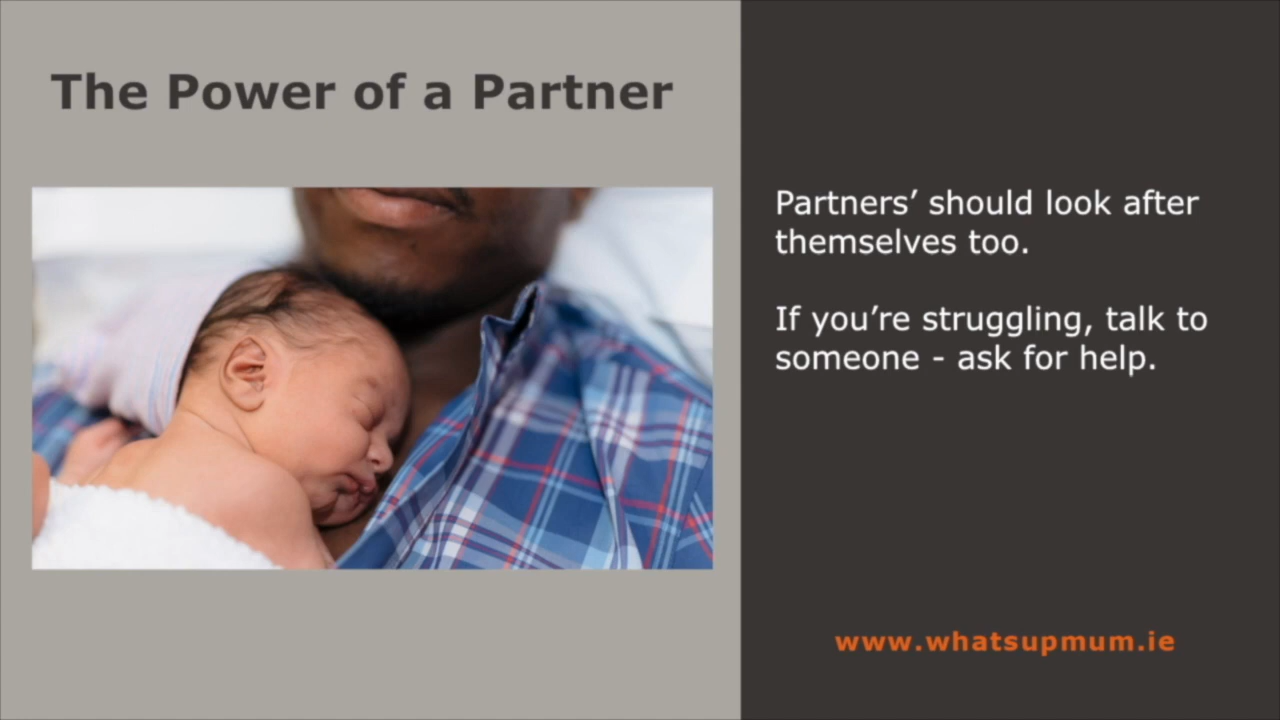 The Power of a Partner
Partners’ should look after
themselves too.
If you’re struggling, talk to
someone - ask for help.
www.whatsupmum.ie